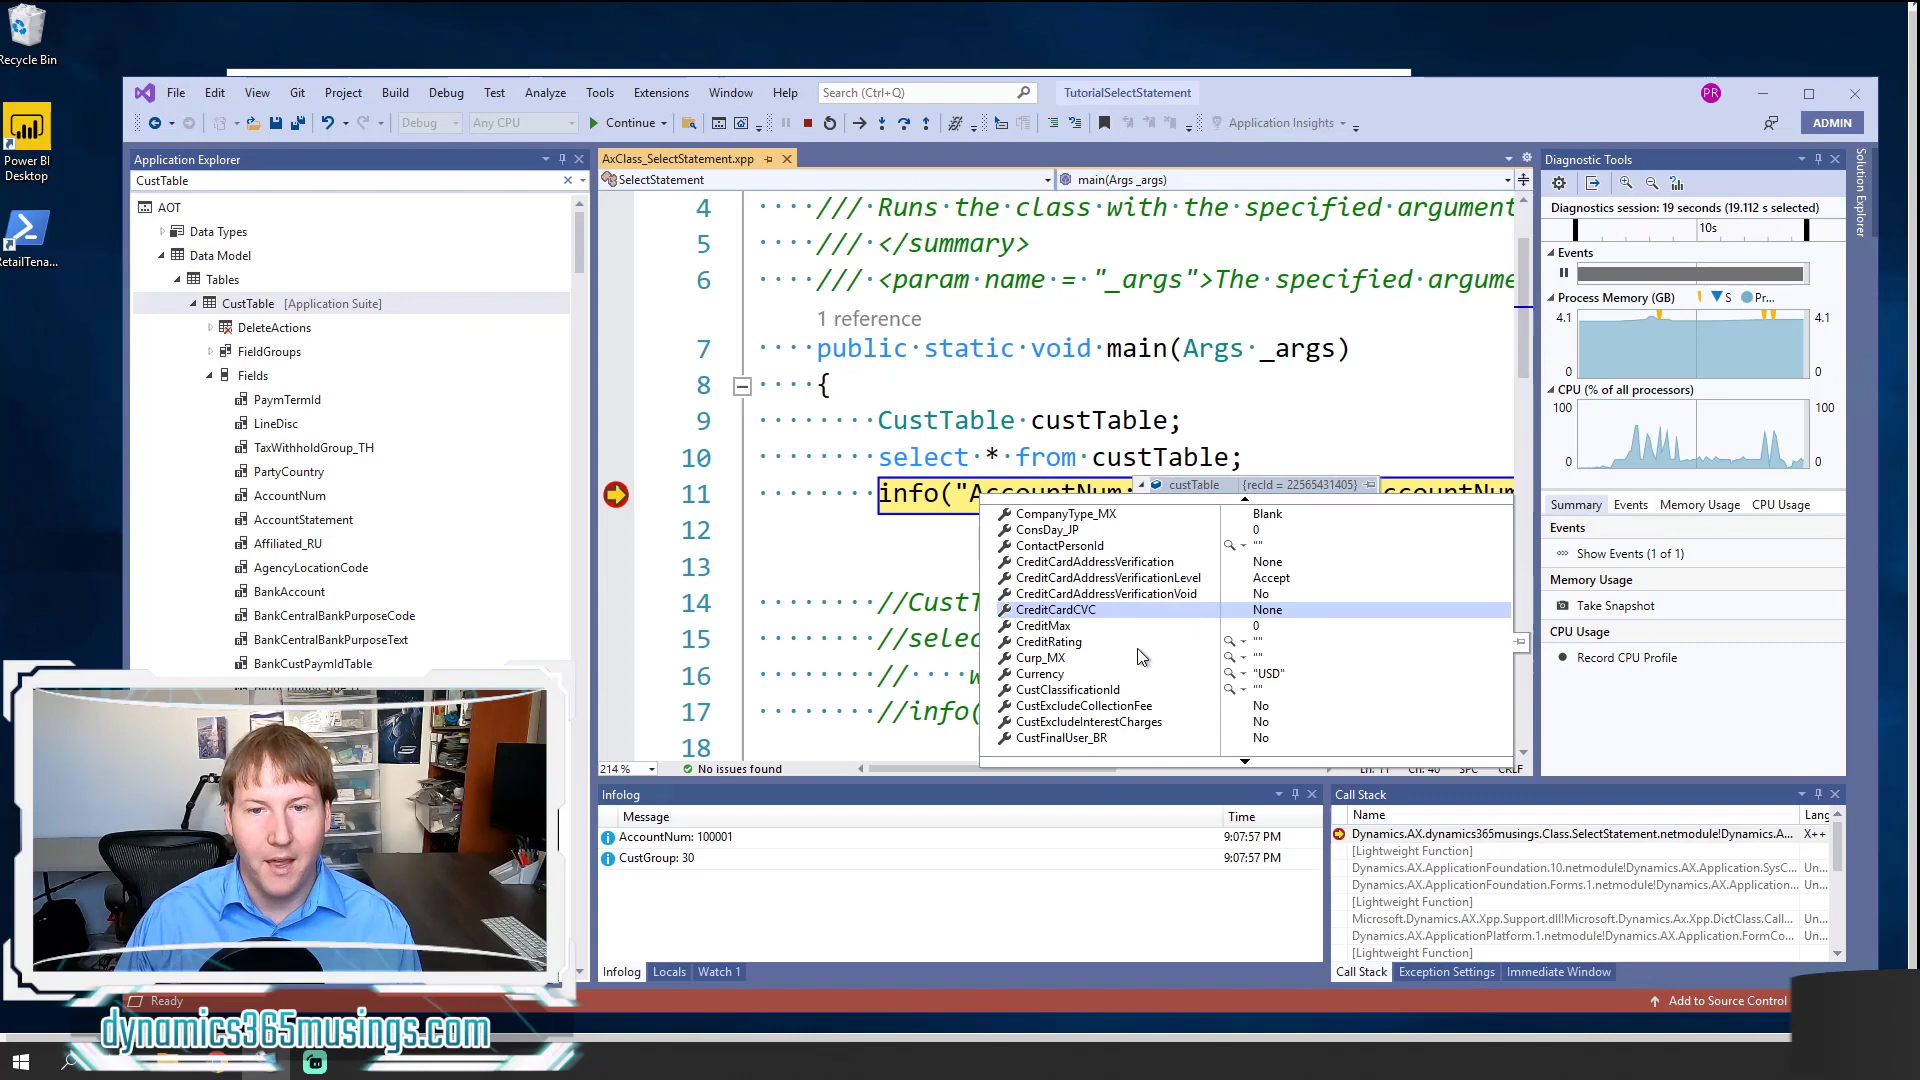 Recycle Bin
Power BI
Desktop
RetailTena...
File Edit View Git Project Build Debug Test Analyze Tools Extensions Window Help Search (Ctrl+Q) TutorialSelectStatement PR
Debug Any CPU Continue Application Insights ADMIN
Application Explorer
CustTable
AOT
Data Types
Data Model
Tables
CustTable [Application Suite]
DeleteActions
FieldGroups
Fields
PaymTermId
LineDisc
TaxWithholdGroup_TH
PartyCountry
AccountNum
AccountStatement
Affiliated_RU
AgencyLocationCode
BankAccount
BankCentralBankPurposeCode
BankCentralBankPurposeText
BankCustPaymIdTable
AxClass_SelectStatement.xpp
SelectStatement main(Args _args)
4 /// Runs the class with the specified argument
5 /// </summary>
6 /// <param name = "_args">The specified argume
1 reference
7 public static void main(Args _args)
8 {
9 CustTable custTable;
10 select * from custTable;
11 info("AccountNum: ccountNum
custTable {recId = 22565431405}
CompanyType_MX Blank
ConsDay_JP 0
ContactPersonId ""
CreditCardAddressVerification None
CreditCardAddressVerificationLevel Accept
CreditCardAddressVerificationVoid No
CreditCardCVC None
CreditMax 0
CreditRating ""
Curp_MX ""
Currency "USD"
CustClassificationId ""
CustExcludeCollectionFee No
CustExcludeInterestCharges No
CustFinalUser_BR No
12
13
14 //CustT
15 //selec
16 // w
17 //info(
18
214 % No issues found Ln: 11 Ch: 40 SPC CRLF
Diagnostic Tools
Diagnostics session: 19 seconds (19.112 s selected)
10s
Events
Process Memory (GB) S Pr...
4.1 4.1
0 0
CPU (% of all processors)
100 100
0 0
Summary Events Memory Usage CPU Usage
Events
Show Events (1 of 1)
Memory Usage
Take Snapshot
CPU Usage
Record CPU Profile
Solution Explorer
Infolog
Message Time
AccountNum: 100001 9:07:57 PM
CustGroup: 30 9:07:57 PM
Infolog Locals Watch 1
Call Stack
Name Lang
Dynamics.AX.dynamics365musings.Class.SelectStatement.netmodule!Dynamics.A... X++
[Lightweight Function]
Dynamics.AX.ApplicationFoundation.10.netmodule!Dynamics.AX.Application.SysC... Un...
Dynamics.AX.ApplicationFoundation.Forms.1.netmodule!Dynamics.AX.Application... Un...
[Lightweight Function]
Microsoft.Dynamics.AX.Xpp.Support.dll!Microsoft.Dynamics.Ax.Xpp.DictClass.Call... Un...
Dynamics.AX.ApplicationPlatform.1.netmodule!Dynamics.AX.Application.FormCo... Un...
[Lightweight Function]
Call Stack Exception Settings Immediate Window
Ready Add to Source Control
dynamics365musings.com